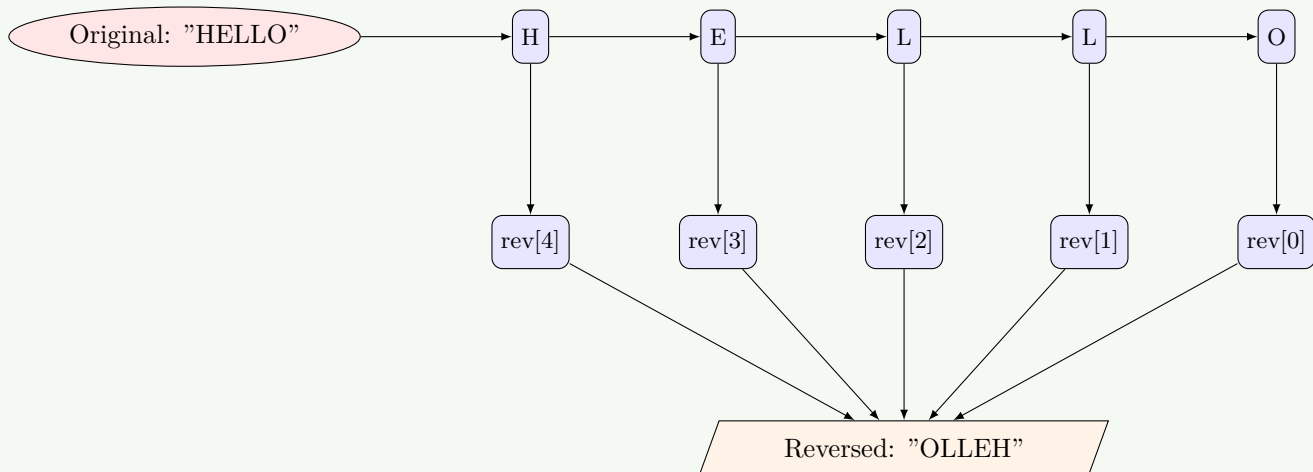 Original: ”HELLO”
H
E
L
L
O
rev[4]
rev[3]
rev[2]
rev[1]
rev[0]
Reversed: ”OLLEH”